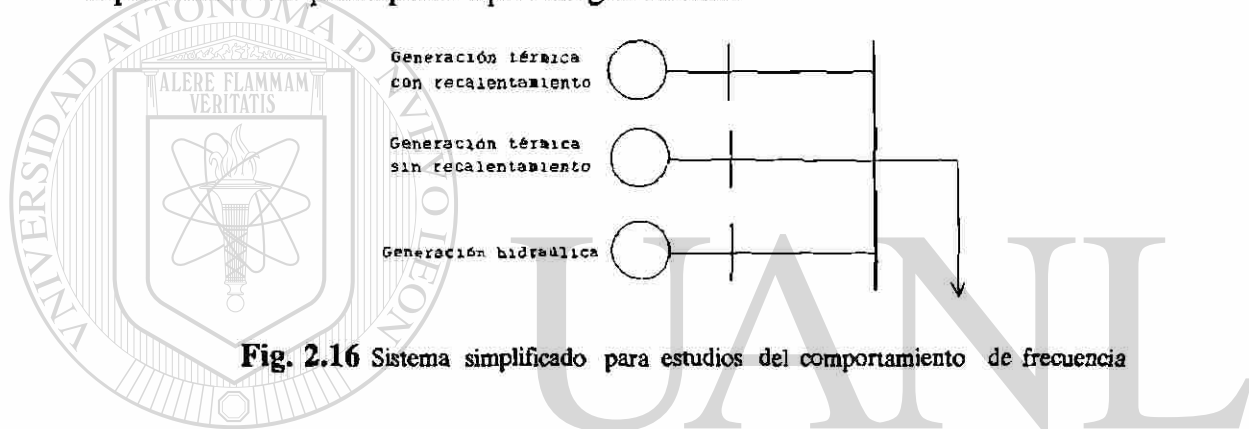 Generación térmica
con recalentamiento
Generación térmica
sin recalentamiento
Generación hidraúlica
Fig. 2.16 Sistema simplificado para estudios del comportamiento de frecuencia
ALERE FLAMMAM
VERITATIS
UANL